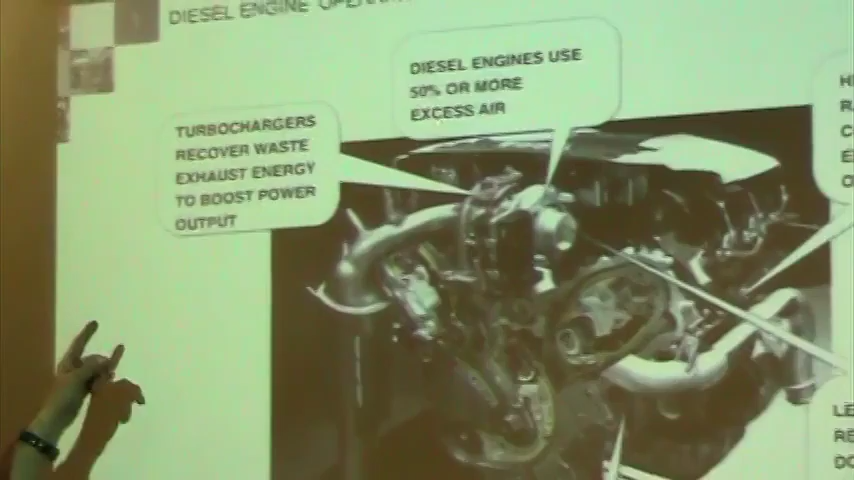 DIESEL ENGINE
DIESEL ENGINES USE
50% OR MORE
EXCESS AIR
TURBOCHARGERS
RECOVER WASTE
EXHAUST ENERGY
TO BOOST POWER
OUTPUT